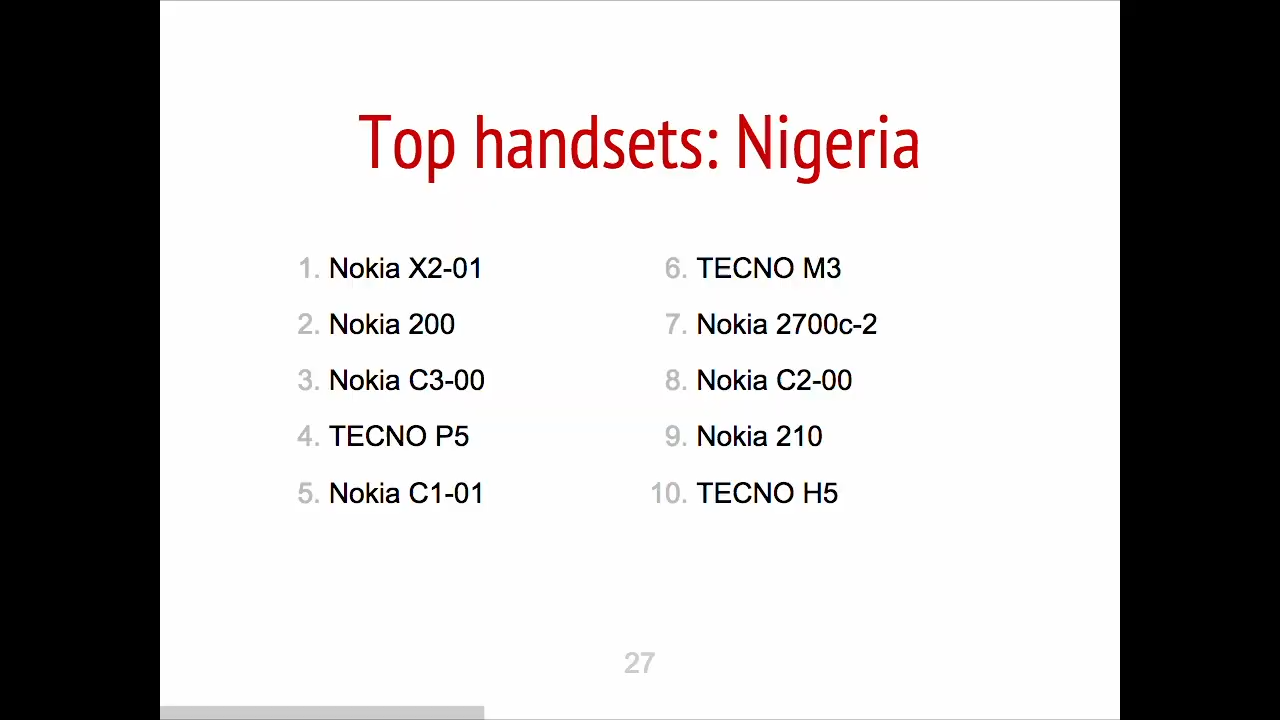 Top handsets: Nigeria
1. Nokia X2-01
2. Nokia 200
3. Nokia C3-00
4. TECNO P5
5. Nokia C1-01
6. TECNO M3
7. Nokia 2700c-2
8. Nokia C2-00
9. Nokia 210
10. TECNO H5
27